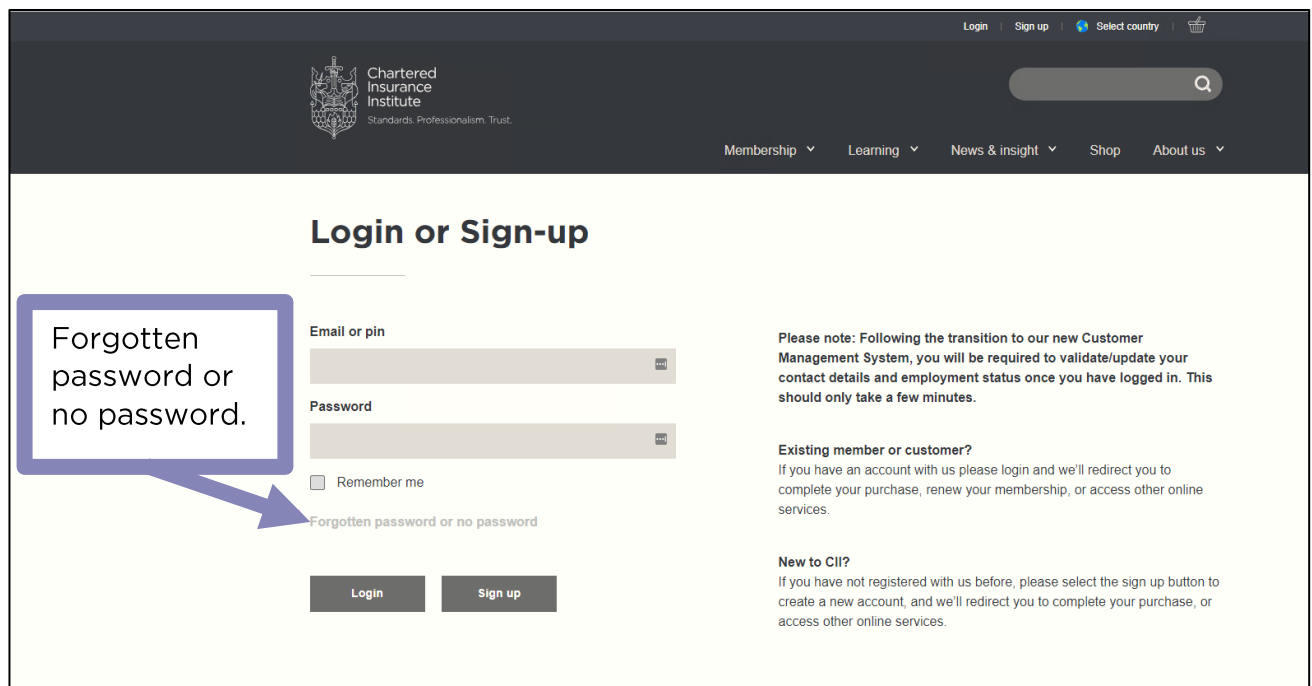 Login
Sign up
Select country
Chartered
Insurance
Institute
Standards. Professionalism. Trust.
Membership
Learning
News & insight
Shop
About us
Login or Sign-up
Forgotten
password or
no password.
Email or pin
Password
Remember me
Forgotten password or no password
Login
Sign up
Please note: Following the transition to our new Customer
Management System, you will be required to validate/update your
contact details and employment status once you have logged in. This
should only take a few minutes.
Existing member or customer?
If you have an account with us please login and we'll redirect you to
complete your purchase, renew your membership, or access other online
services.
New to CII?
If you have not registered with us before, please select the sign up button to
create a new account, and we'll redirect you to complete your purchase, or
access other online services.